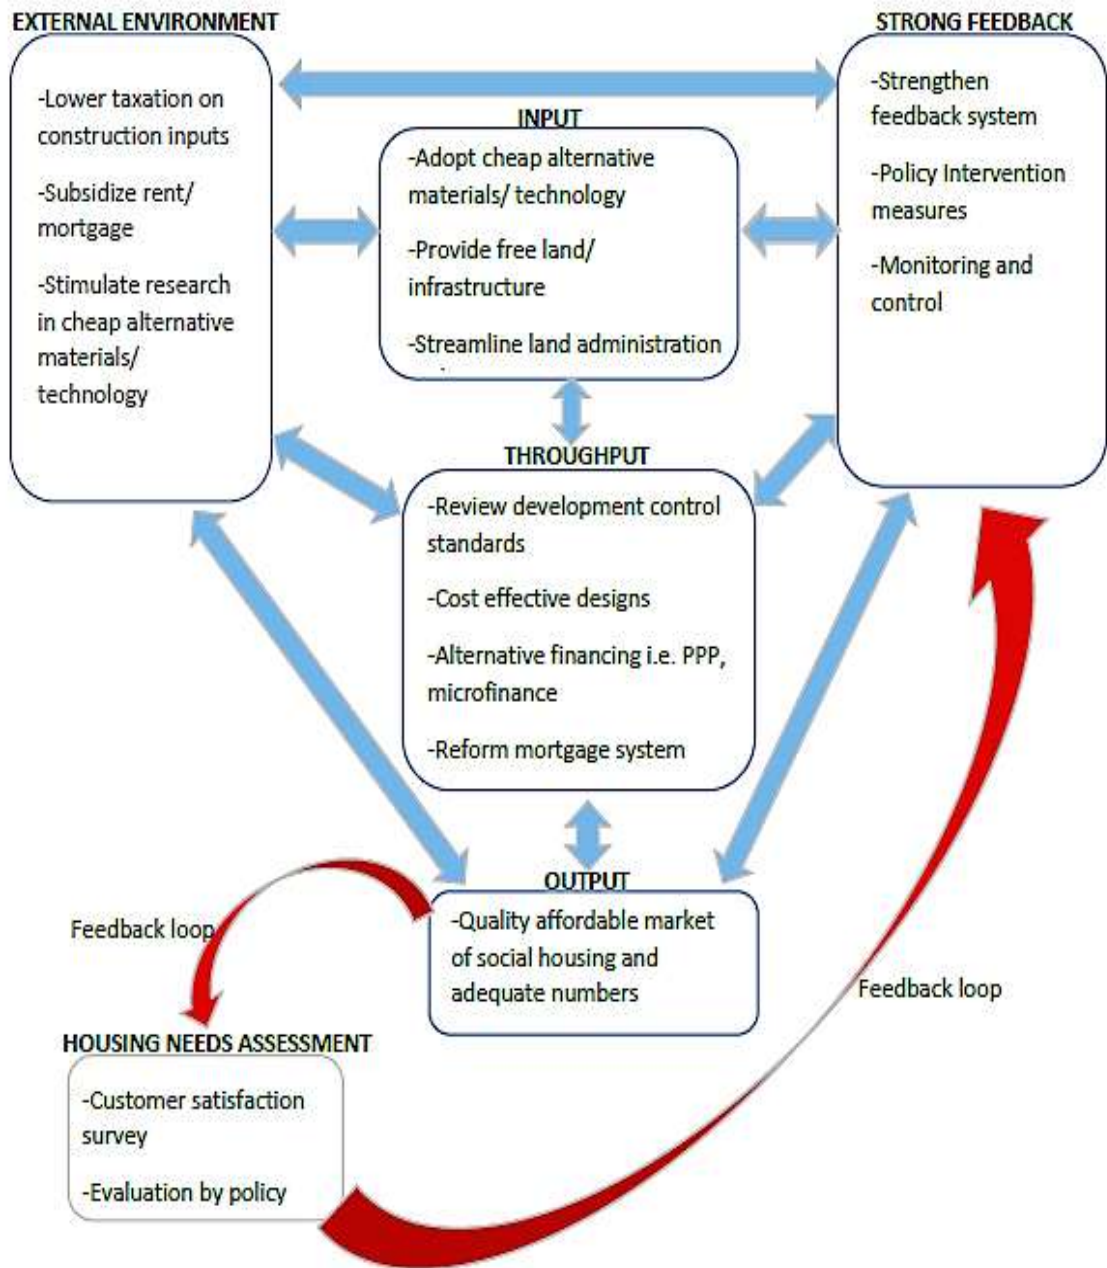 EXTERNAL ENVIRONMENT
-Lower taxation on
construction inputs
-Subsidize rent/
mortgage
-Stimulate research
in cheap alternative
materials/
technology
STRONG FEEDBACK
-Strengthen
feedback system
-Policy Intervention
measures
-Monitoring and
control
INPUT
-Adopt cheap alternative
materials/ technology
-Provide free land/
infrastructure
-Streamline land administration
THROUGHPUT
-Review development control
standards
-Cost effective designs
-Alternative financing i.e. PPP,
microfinance
-Reform mortgage system
OUTPUT
-Quality affordable market
of social housing and
adequate numbers
Feedback loop
Feedback loop
HOUSING NEEDS ASSESSMENT
-Customer satisfaction
survey
-Evaluation by policy